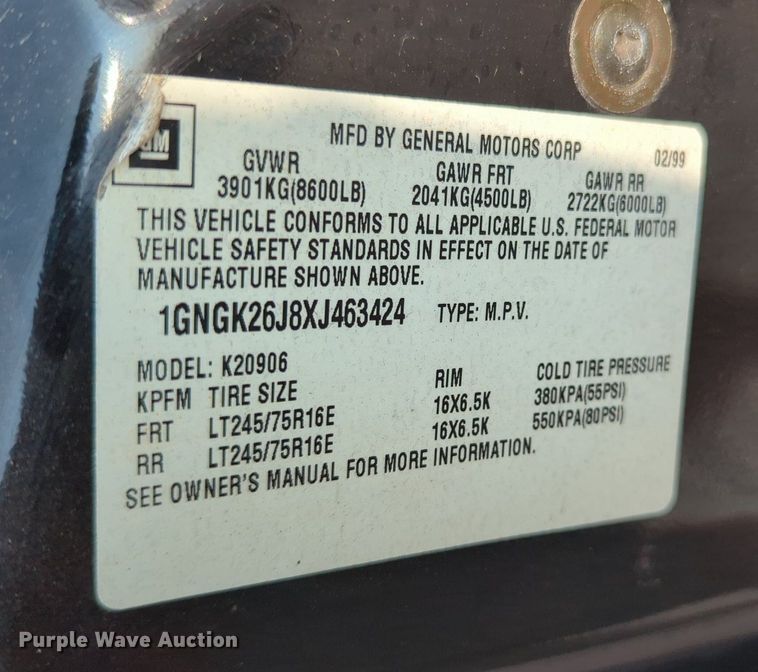 GM
MFD BY GENERAL MOTORS CORP 02/99
GVWR GAWR FRT GAWR RR
3901KG(8600LB) 2041KG(4500LB) 2722KG(6000LB)
THIS VEHICLE CONFORMS TO ALL APPLICABLE U.S. FEDERAL MOTOR
VEHICLE SAFETY STANDARDS IN EFFECT ON THE DATE OF
MANUFACTURE SHOWN ABOVE.
1GNGK26J8XJ463424 TYPE: M.P.V.
MODEL: K20906
KPFM TIRE SIZE RIM COLD TIRE PRESSURE
FRT LT245/75R16E 16X6.5K 380KPA(55PSI)
RR LT245/75R16E 16X6.5K 550KPA(80PSI)
SEE OWNER'S MANUAL FOR MORE INFORMATION.
Purple Wave Auction